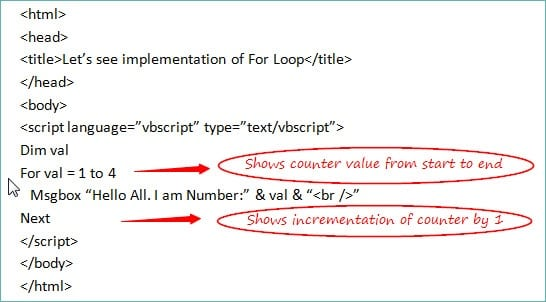 <html>
<head>
<title>Let’s see implementation of For Loop</title>
</head>
<body>
<script language=”vbscript” type=”text/vbscript”>
Dim val
For val = 1 to 4
Shows counter value from start to end
Msgbox “Hello All. I am Number:” & val & “<br />”
Next
Shows incrementation of counter by 1
</script>
</body>
</html>